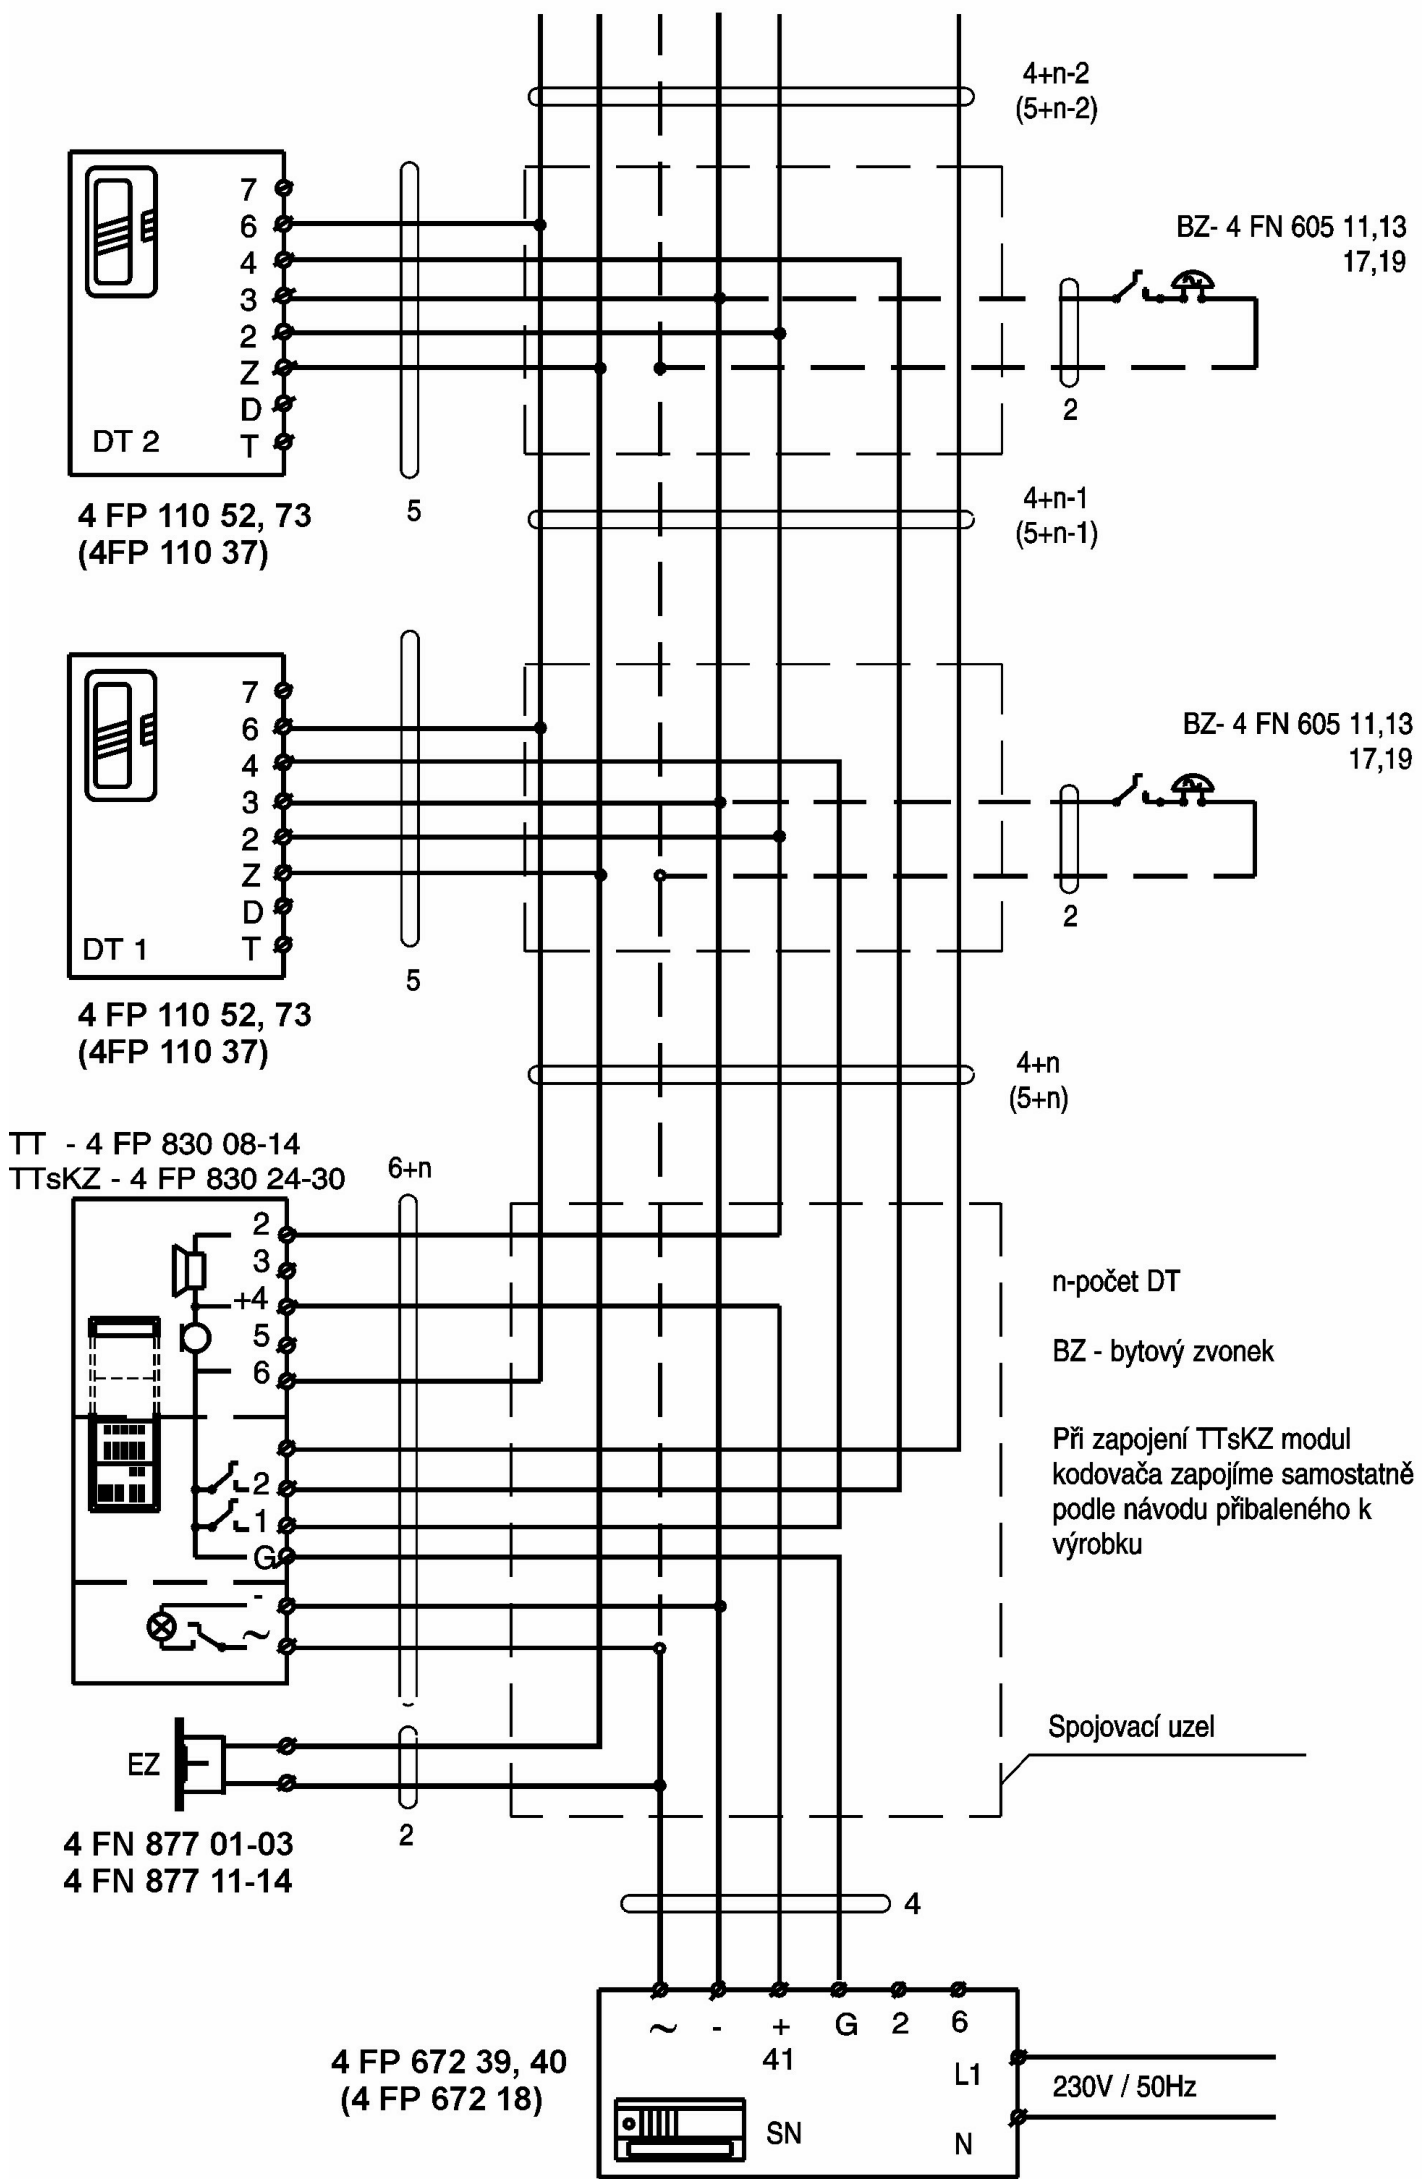 4+n-2
(5+n-2)
7
6
4
3
2
Z
D
T
DT 2
4 FP 110 52, 73
(4FP 110 37)
5
BZ- 4 FN 605 11,13
17,19
2
4+n-1
(5+n-1)
7
6
4
3
2
Z
D
T
DT 1
4 FP 110 52, 73
(4FP 110 37)
5
BZ- 4 FN 605 11,13
17,19
2
4+n
(5+n)
TT - 4 FP 830 08-14
TTsKZ - 4 FP 830 24-30
6+n
2
3
+4
5
6
2
1
G
-
~
n-počet DT
BZ - bytový zvonek
Při zapojení TTsKZ modul
kodovača zapojíme samostatně
podle návodu přibaleného k
výrobku
Spojovací uzel
EZ
2
4 FN 877 01-03
4 FN 877 11-14
4
~ - + G 2 6
41
4 FP 672 39, 40
(4 FP 672 18)
L1
230V / 50Hz
SN
N